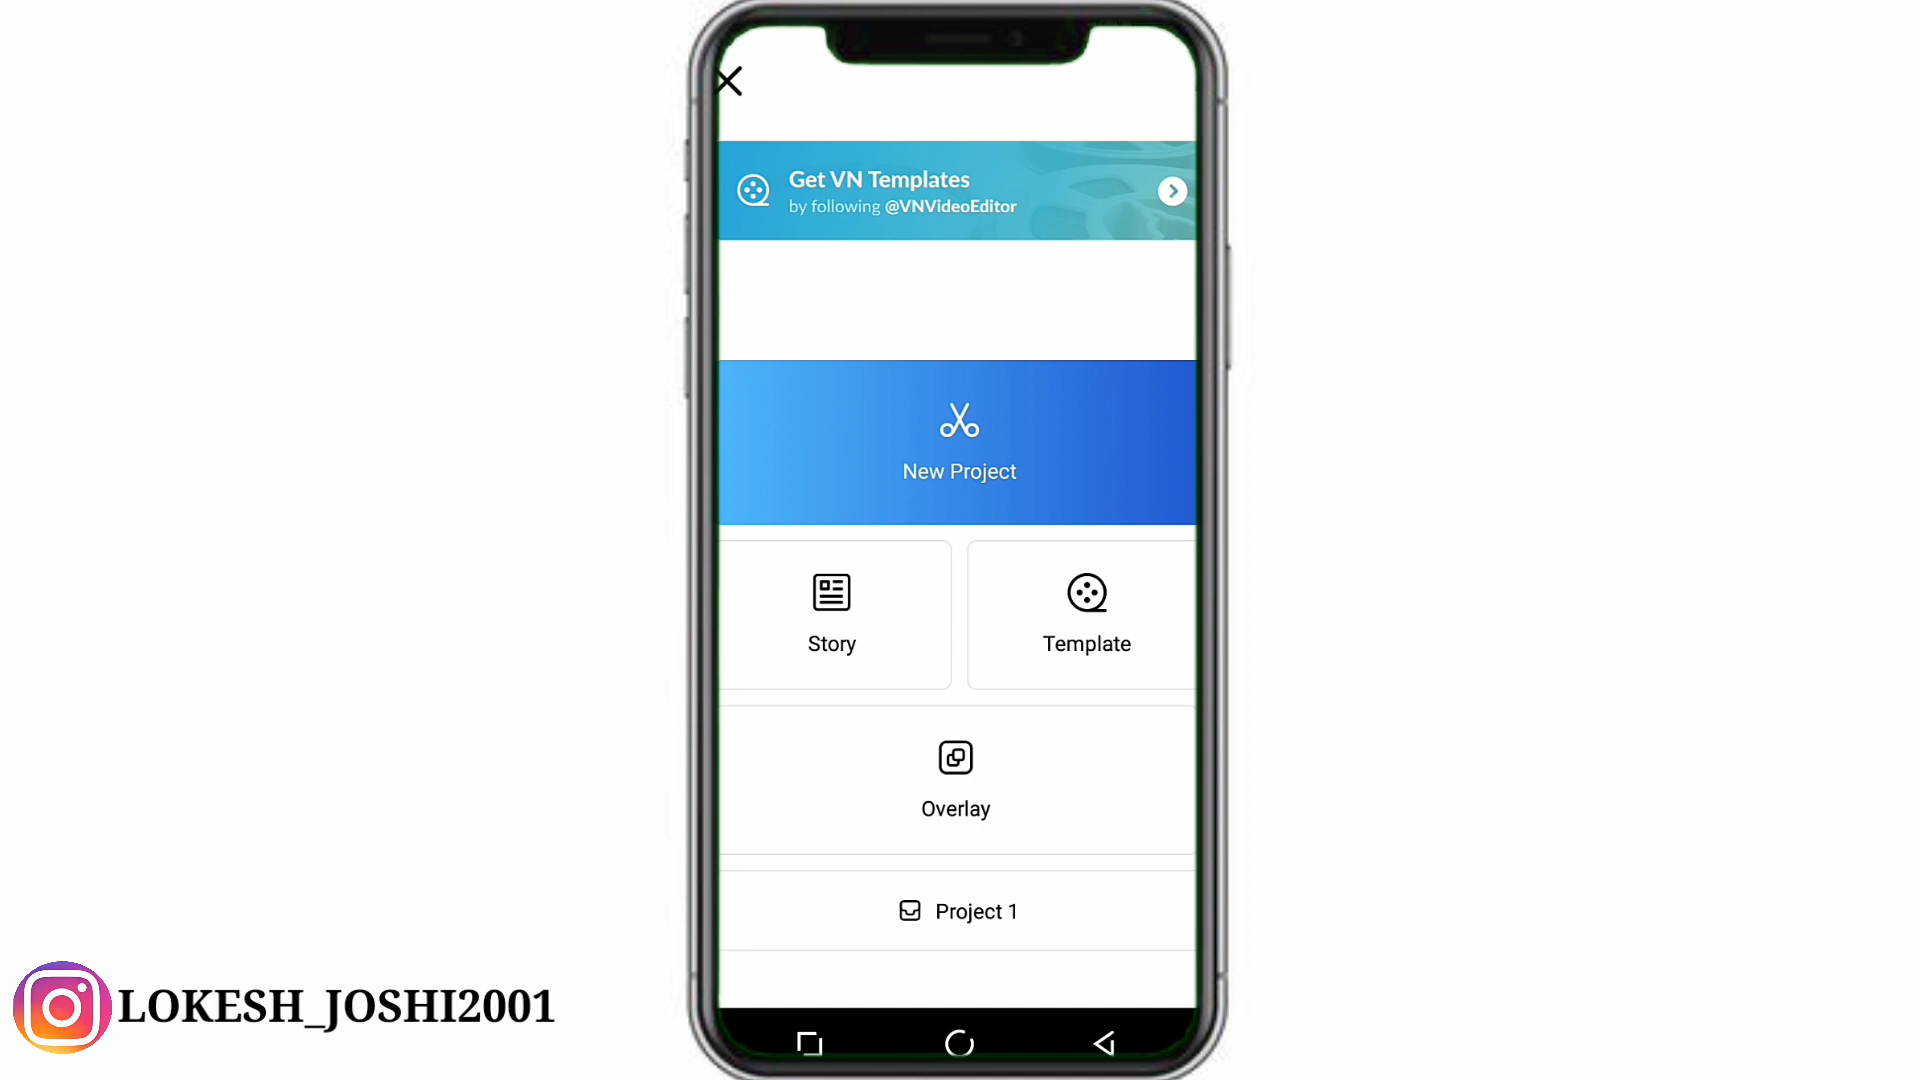 Get VN Templates
by following @VNVideoEditor
New Project
Story
Template
Overlay
Project 1
LOKESH_JOSHI2001